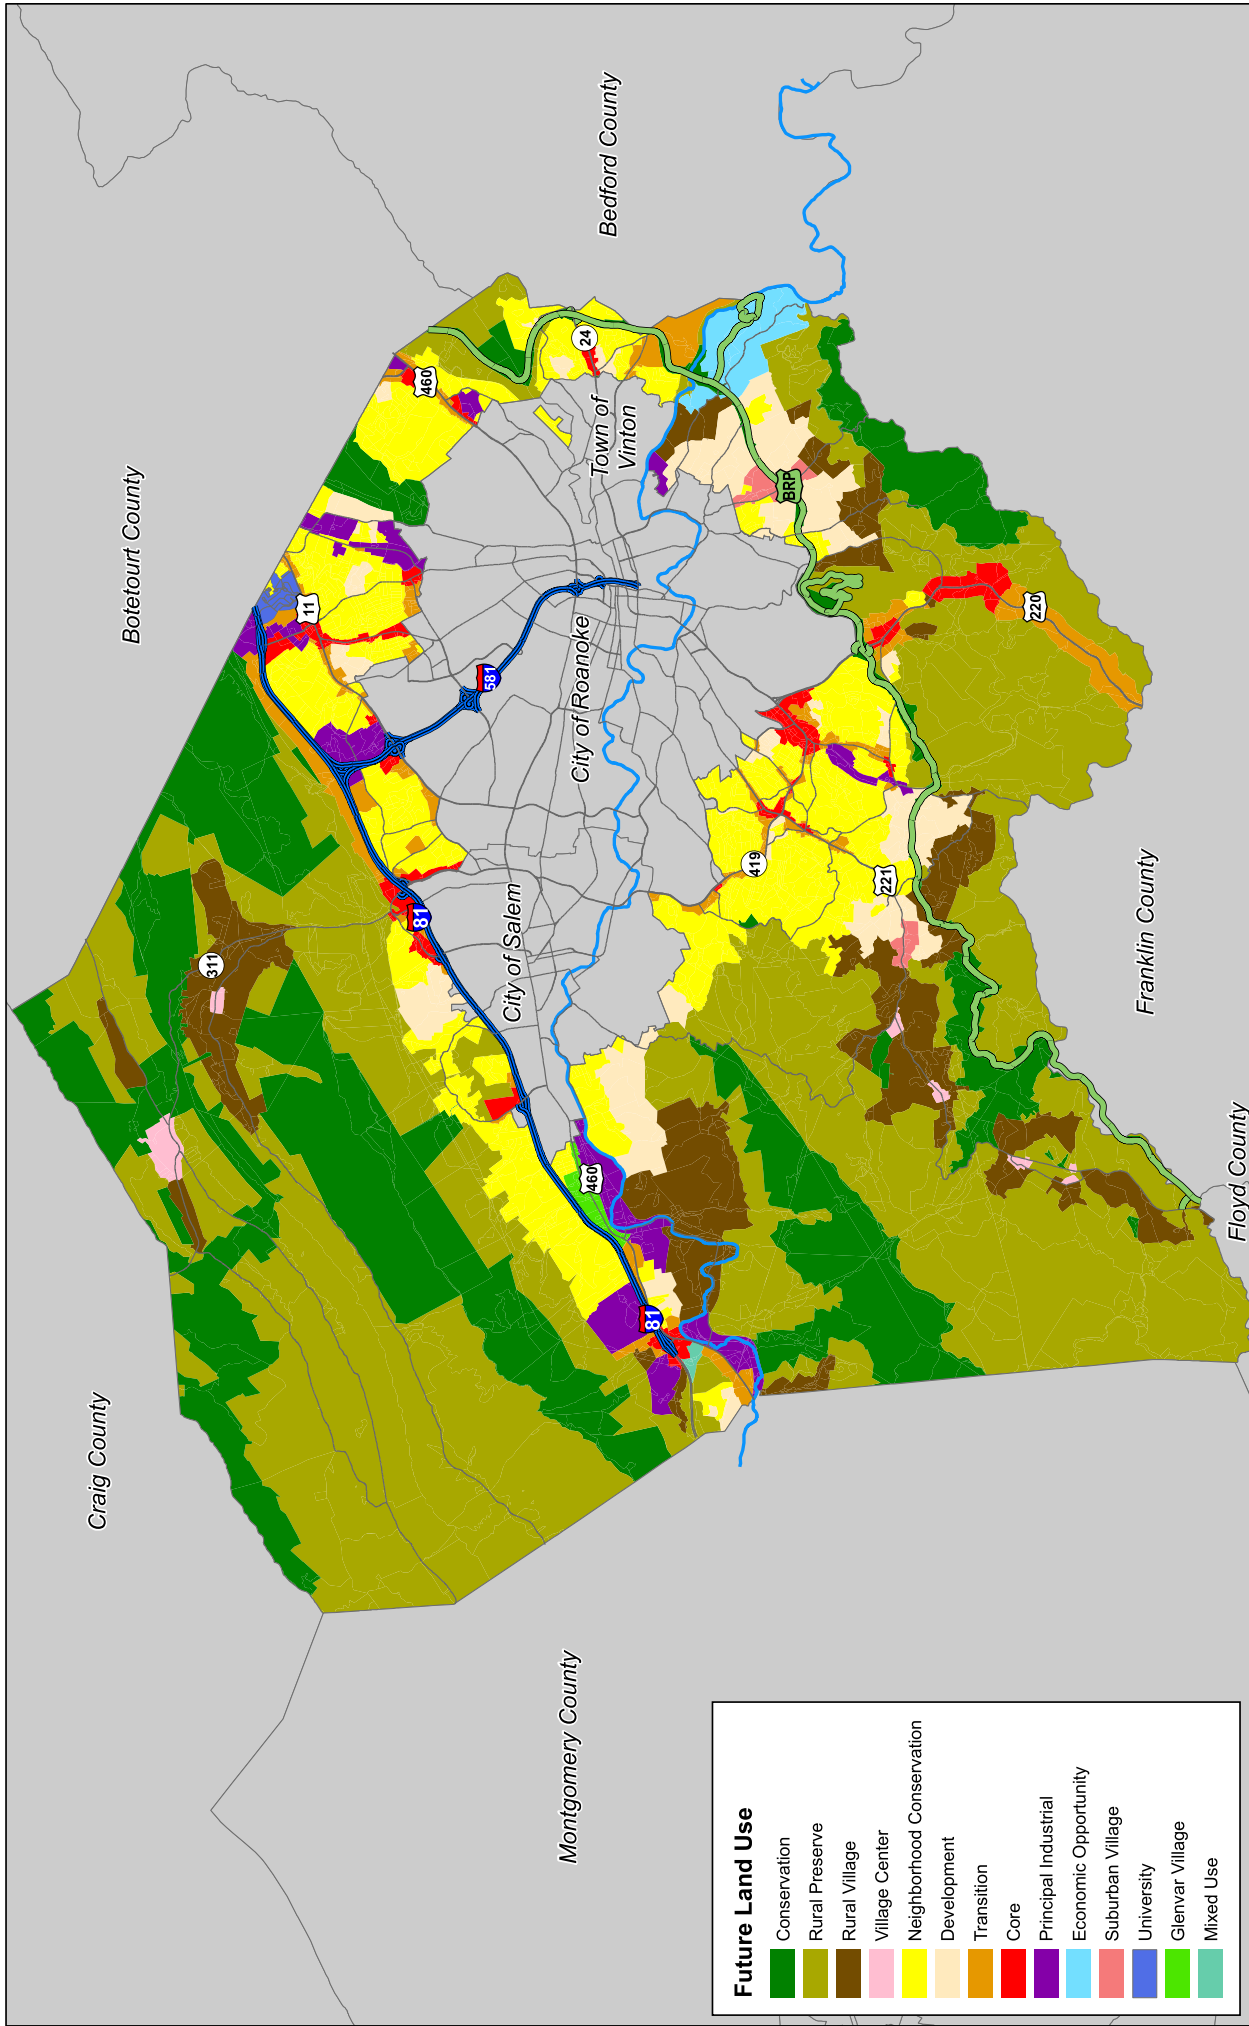 Craig County
Botetourt County
Bedford County
Montgomery County
Franklin County
Floyd County
City of Salem
City of Roanoke
Town of
Vinton
311
81
581
11
460
24
BRP
220
419
221
460
81
Future Land Use
Conservation
Rural Preserve
Rural Village
Village Center
Neighborhood Conservation
Development
Transition
Core
Principal Industrial
Economic Opportunity
Suburban Village
University
Glenvar Village
Mixed Use